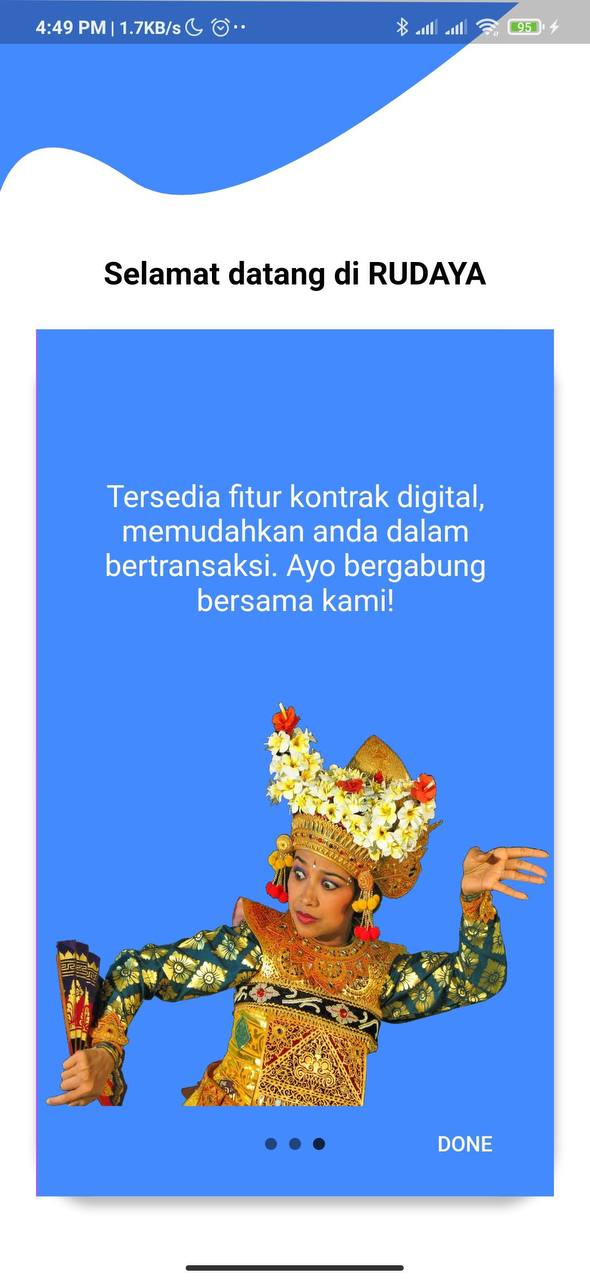 4:49 PM | 1.7KB/s
95
Selamat datang di RUDAYA
Tersedia fitur kontrak digital,
memudahkan anda dalam
bertransaksi. Ayo bergabung
bersama kami!
DONE